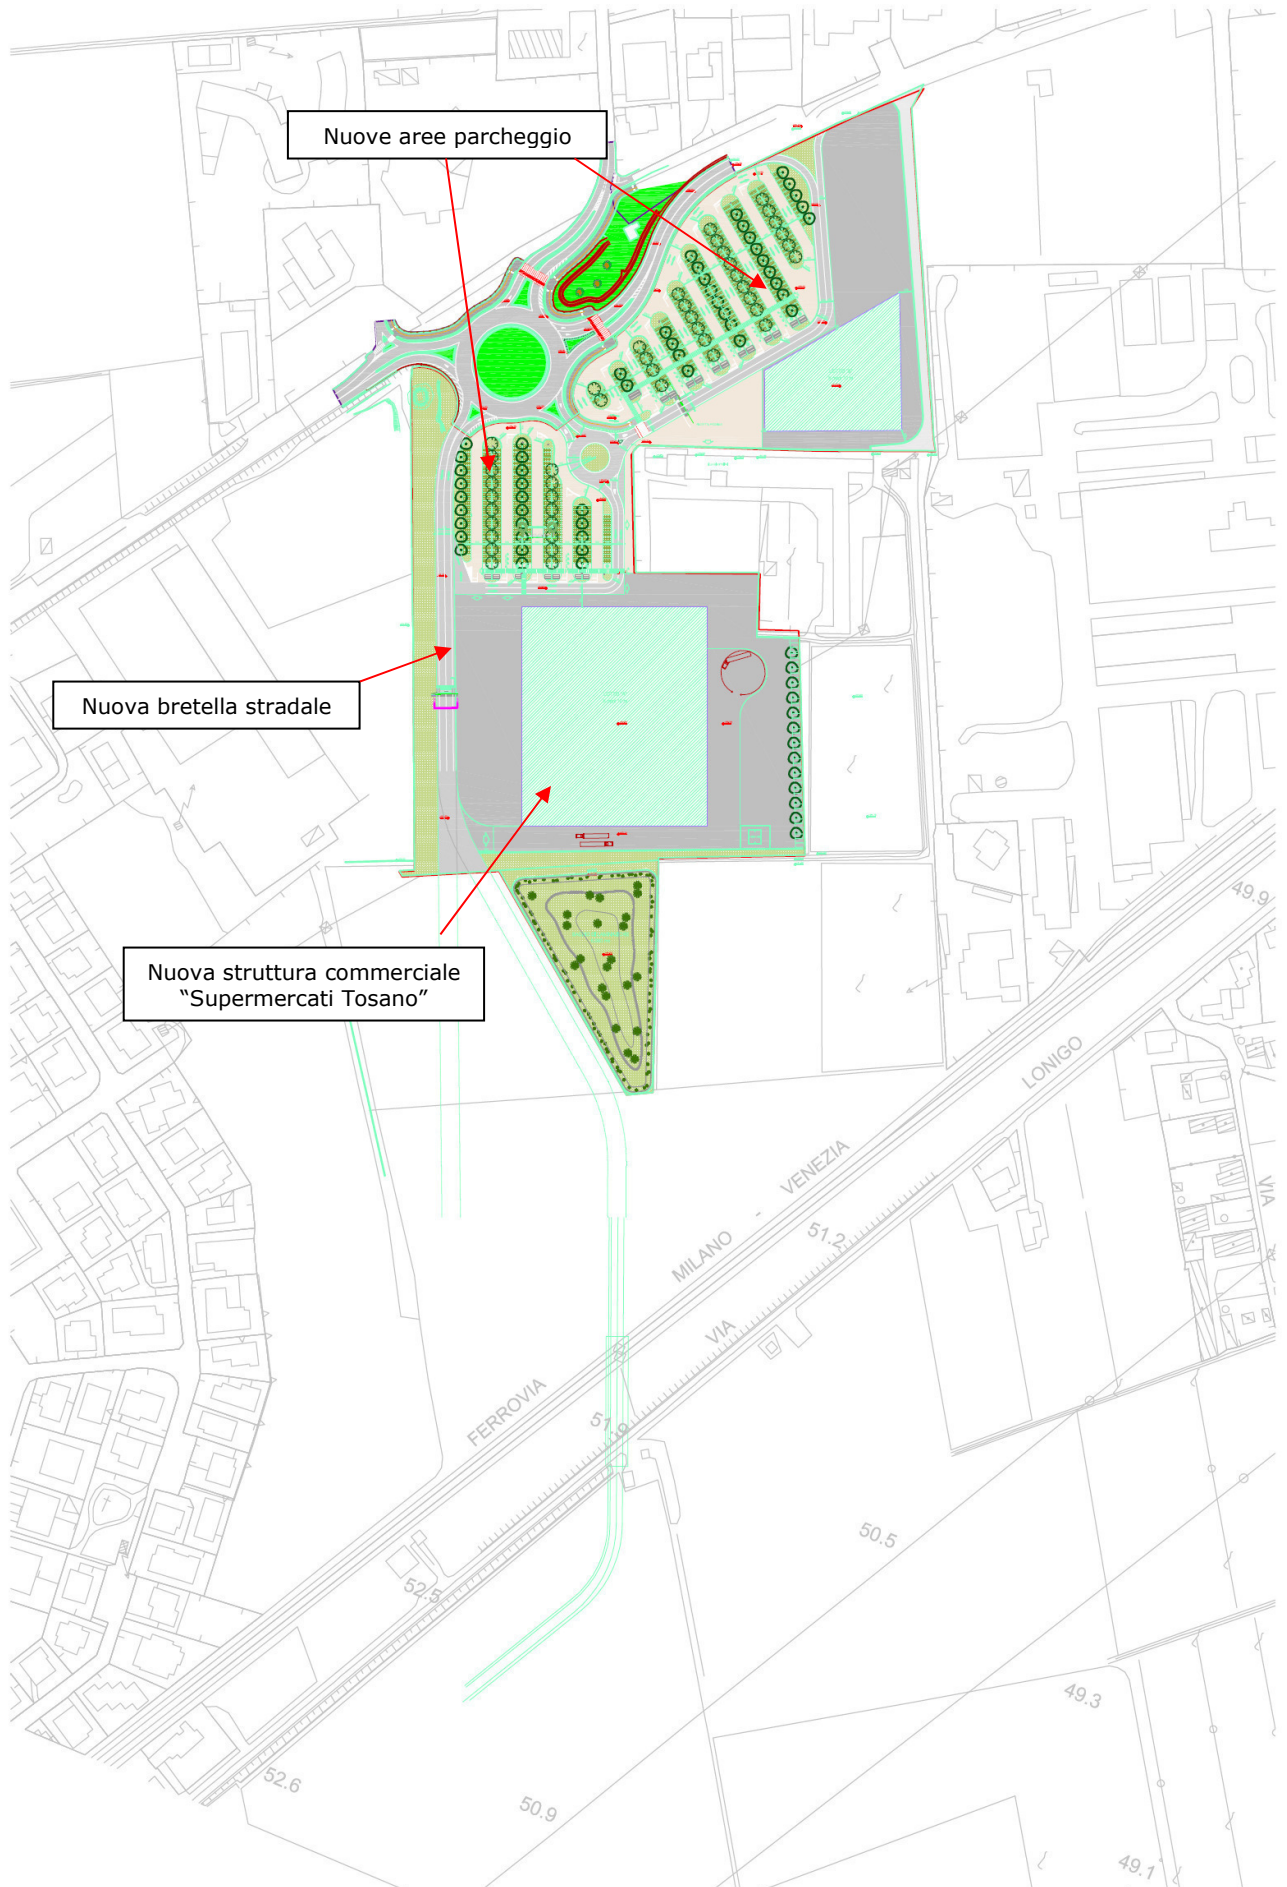 Nuove aree parcheggio
Nuova bretella stradale
Nuova struttura commerciale
“Supermercati Tosano”
49.9
LONIGO
VENEZIA
-
MILANO
51.2
VIA
VIA
FERROVIA
51.9
50.5
52.5
49.3
52.6
50.9
49.1